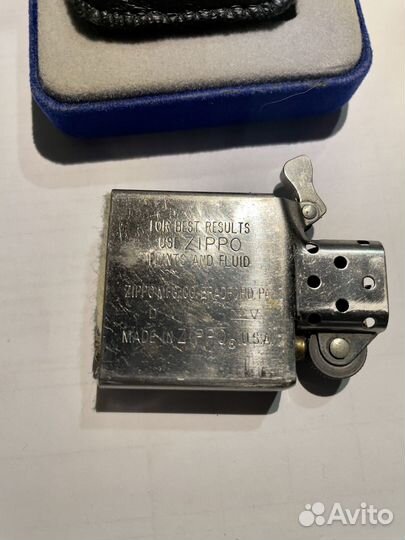 FOR BEST RESULTS
USE ZIPPO
FLINTS AND FLUID
ZIPPO MFG. CO. BRADFORD, PA.
D V
MADE IN ZIPPO ® U.S.A.
Avito